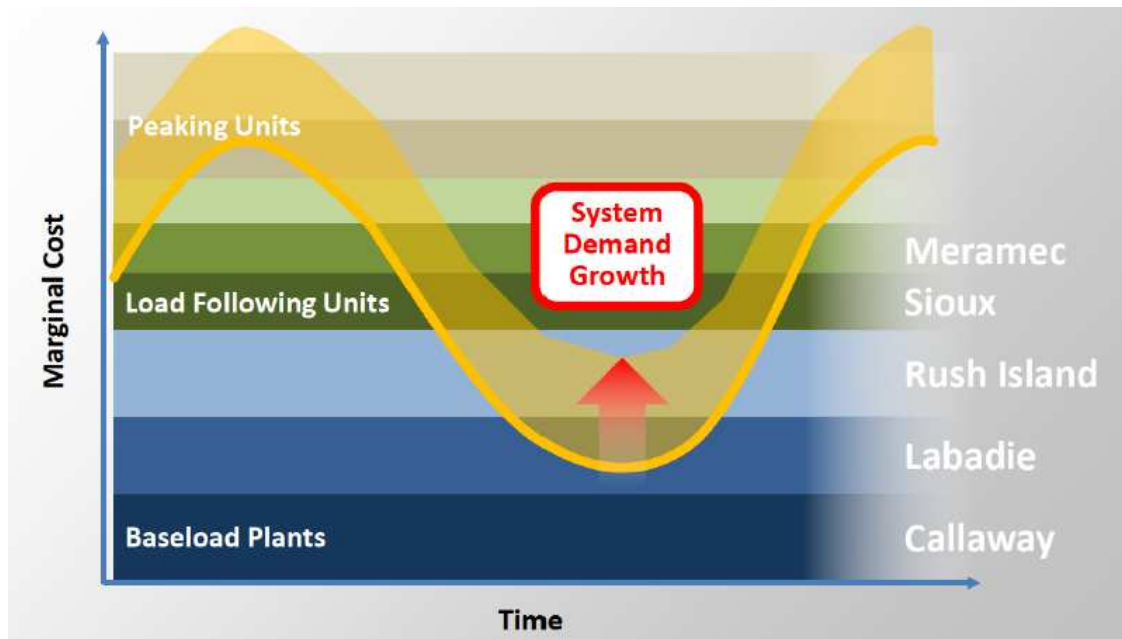 Marginal Cost
Peaking Units
System
Demand
Growth
Load Following Units
Baseload Plants
Meramec
Sioux
Rush Island
Labadie
Callaway
Time